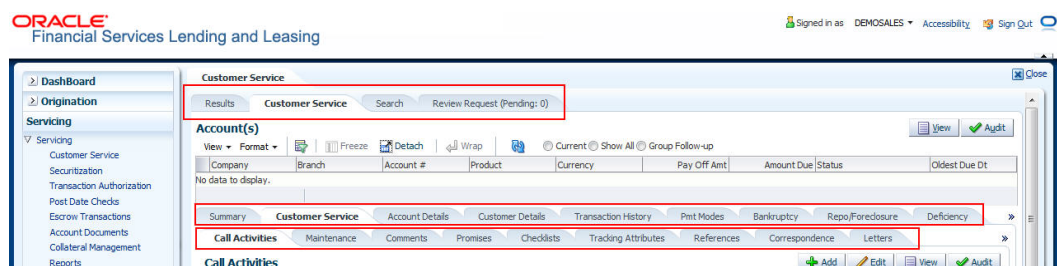 ORACLE
Signed in as DEMOSALES Accessibility Sign Out
Financial Services Lending and Leasing
DashBoard
Origination
Servicing
Servicing
Customer Service
Securitization
Transaction Authorization
Post Date Checks
Escrow Transactions
Account Documents
Collateral Management
Reports
Customer Service Close
Results Customer Service Search Review Request (Pending: 0)
Account(s) View Audit
View Format Freeze Detach Wrap Current Show All Group Follow-up
Company Branch Account # Product Currency Pay Off Amt Amount Due Status Oldest Due Dt
No data to display.
Summary Customer Service Account Details Customer Details Transaction History Pmt Modes Bankruptcy Repo/Foreclosure Deficiency »
Call Activities Maintenance Comments Promises Checklists Tracking Attributes References Correspondence Letters »
Call Activities Add Edit View Audit